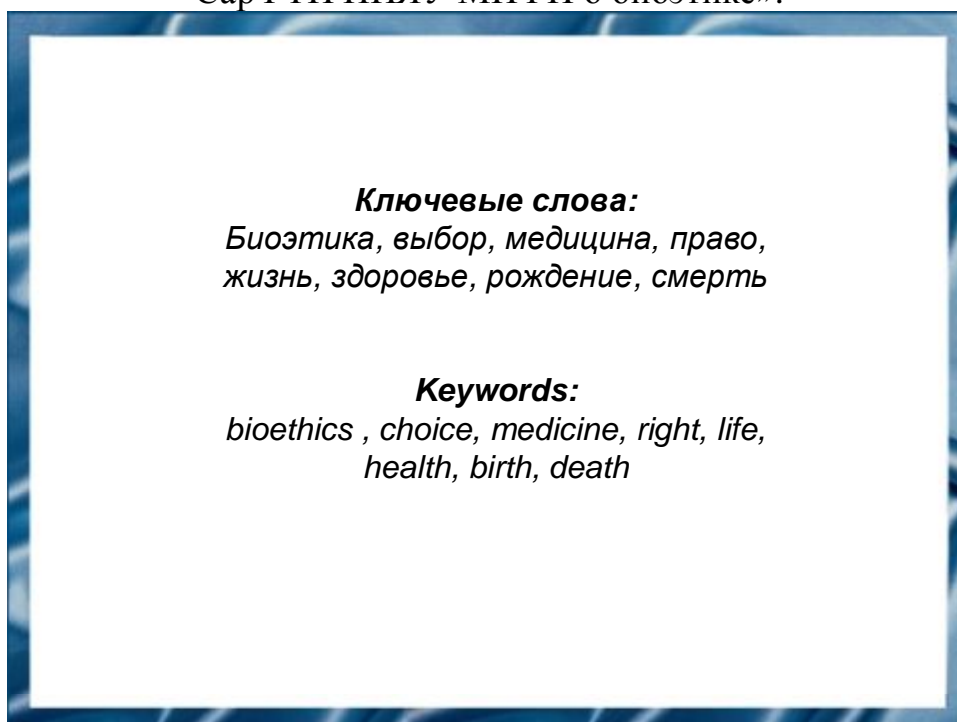 о биоэтике».
Ключевые слова:
Биоэтика, выбор, медицина, право,
жизнь, здоровье, рождение, смерть
Keywords:
bioethics , choice, medicine, right, life,
health, birth, death